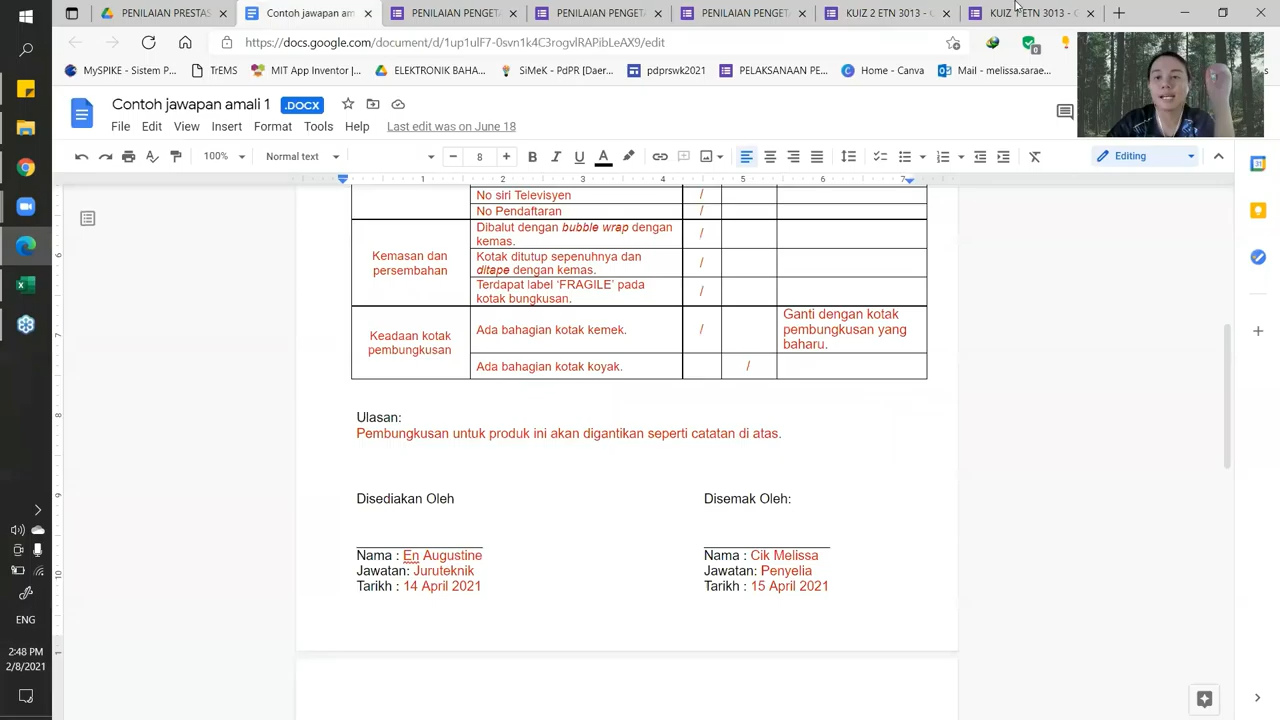 PENILAIAN PRESTAS
Contoh jawapan am
PENILAIAN PENGET
PENILAIAN PENGET
PENILAIAN PENGET
KUIZ 2 ETN 3013 - G
KUIZ 1 ETN 3013 - G
https://docs.google.com/document/d/1up1ulF7-0svn1k4C3rogvlRAPibLeAX9/edit
MySPIKE - Sistem P...
TrEMS
MIT App Inventor |...
ELEKTRONIK BAHA...
SiMeK - PdPR [Daer...
pdprswk2021
PELAKSANAAN PE...
Home - Canva
Mail - melissa.sarae...
Contoh jawapan amali 1
.DOCX
File Edit View Insert Format Tools Help
Last edit was on June 18
100%
Normal text
8
Editing
1 2 3 4 5 6 7
No siri Televisyen /
No Pendaftaran /
Kemasan dan
persembahan
Dibalut dengan bubble wrap dengan
kemas. /
Kotak ditutup sepenuhnya dan
ditape dengan kemas. /
Terdapat label ‘FRAGILE’ pada
kotak bungkusan. /
Keadaan kotak
pembungkusan
Ada bahagian kotak kemek. /
Ganti dengan kotak
pembungkusan yang
baharu.
Ada bahagian kotak koyak. /
Ulasan:
Pembungkusan untuk produk ini akan digantikan seperti catatan di atas.
Disediakan Oleh
Nama : En Augustine
Jawatan: Juruteknik
Tarikh : 14 April 2021
Disemak Oleh:
Nama : Cik Melissa
Jawatan: Penyelia
Tarikh : 15 April 2021
ENG
2:48 PM
2/8/2021